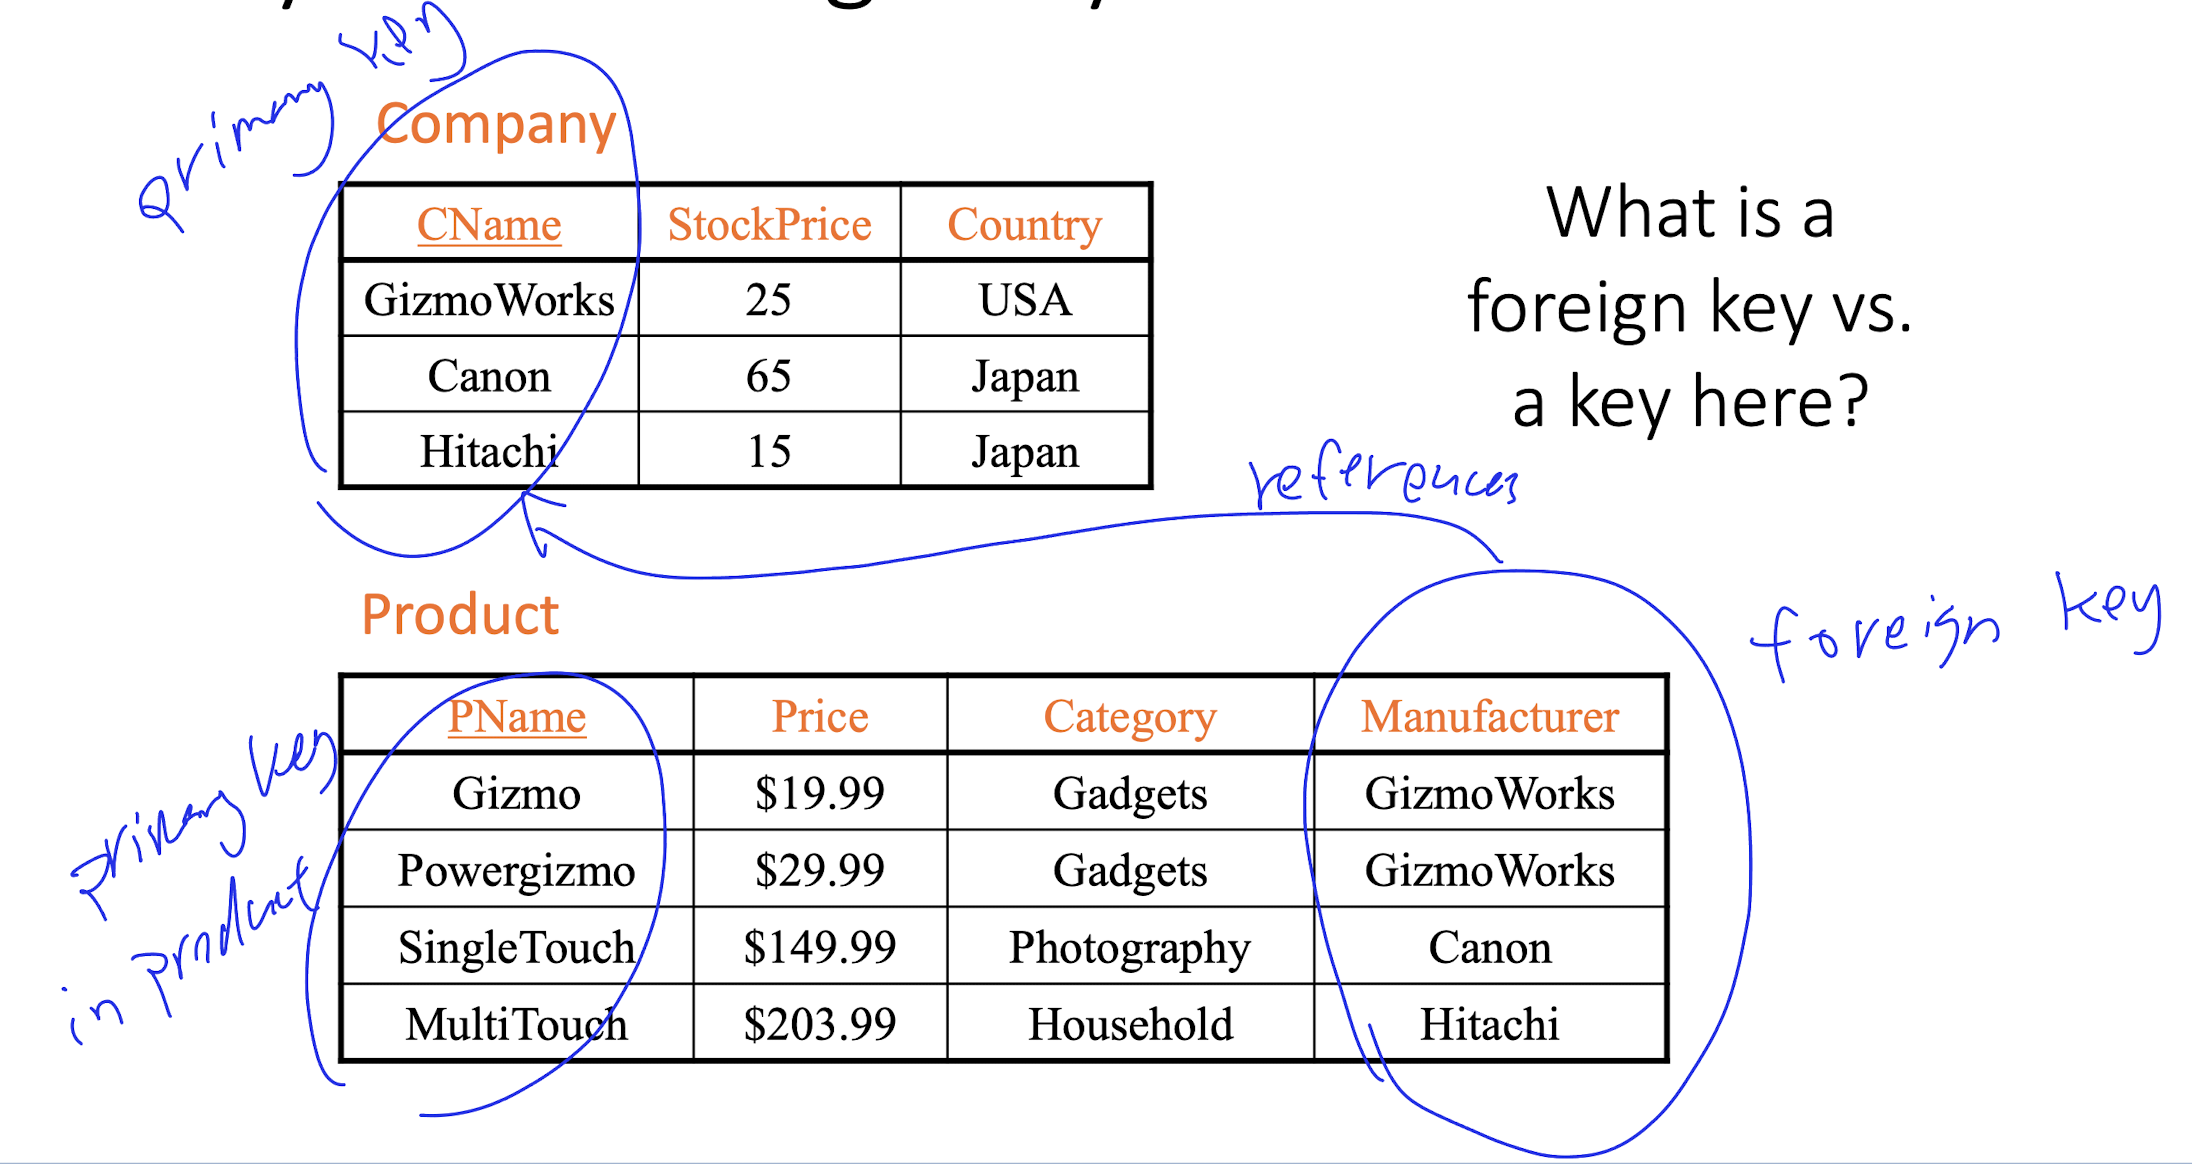 primary key
Company
CName StockPrice Country
GizmoWorks 25 USA
Canon 65 Japan
Hitachi 15 Japan
What is a
foreign key vs.
a key here?
references
Product
foreign key
PName Price Category Manufacturer
Gizmo $19.99 Gadgets GizmoWorks
Powergizmo $29.99 Gadgets GizmoWorks
SingleTouch $149.99 Photography Canon
MultiTouch $203.99 Household Hitachi
primary key
in product